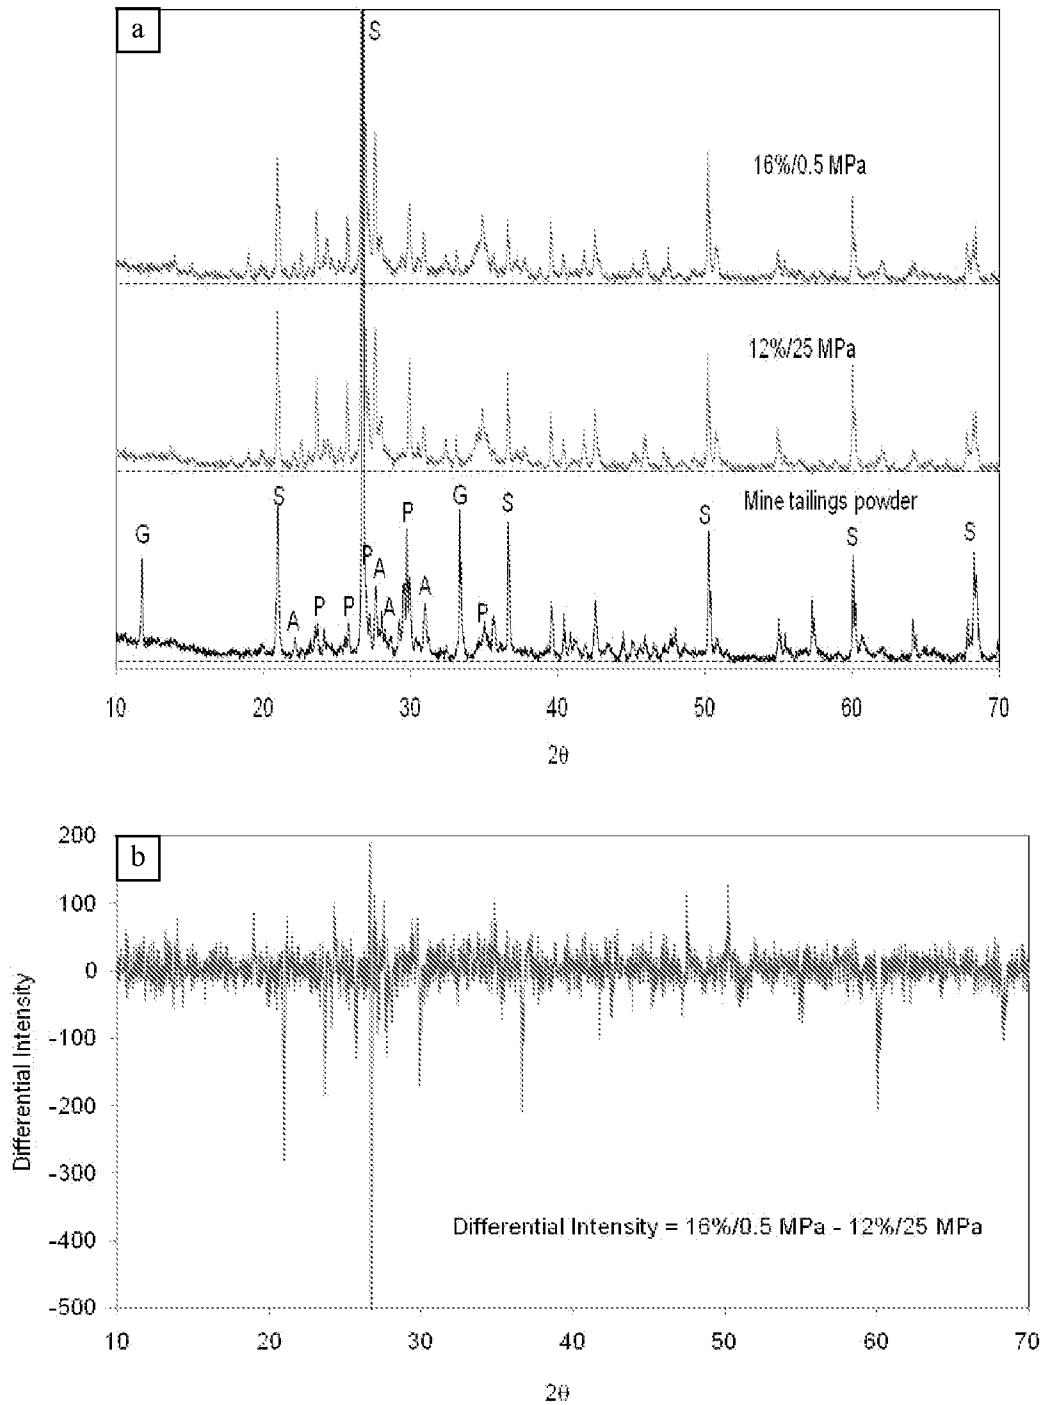 a
S
16%/0.5 MPa
12%/25 MPa
Mine tailings powder
G
S
P
G
S
S
S
S
P
A
A
P
P
A
A
P
10 20 30 40 50 60 70
2θ
b
200
100
0
-100
-200
-300
-400
-500
Differential Intensity
Differential Intensity = 16%/0.5 MPa - 12%/25 MPa
10 20 30 40 50 60 70
2θ